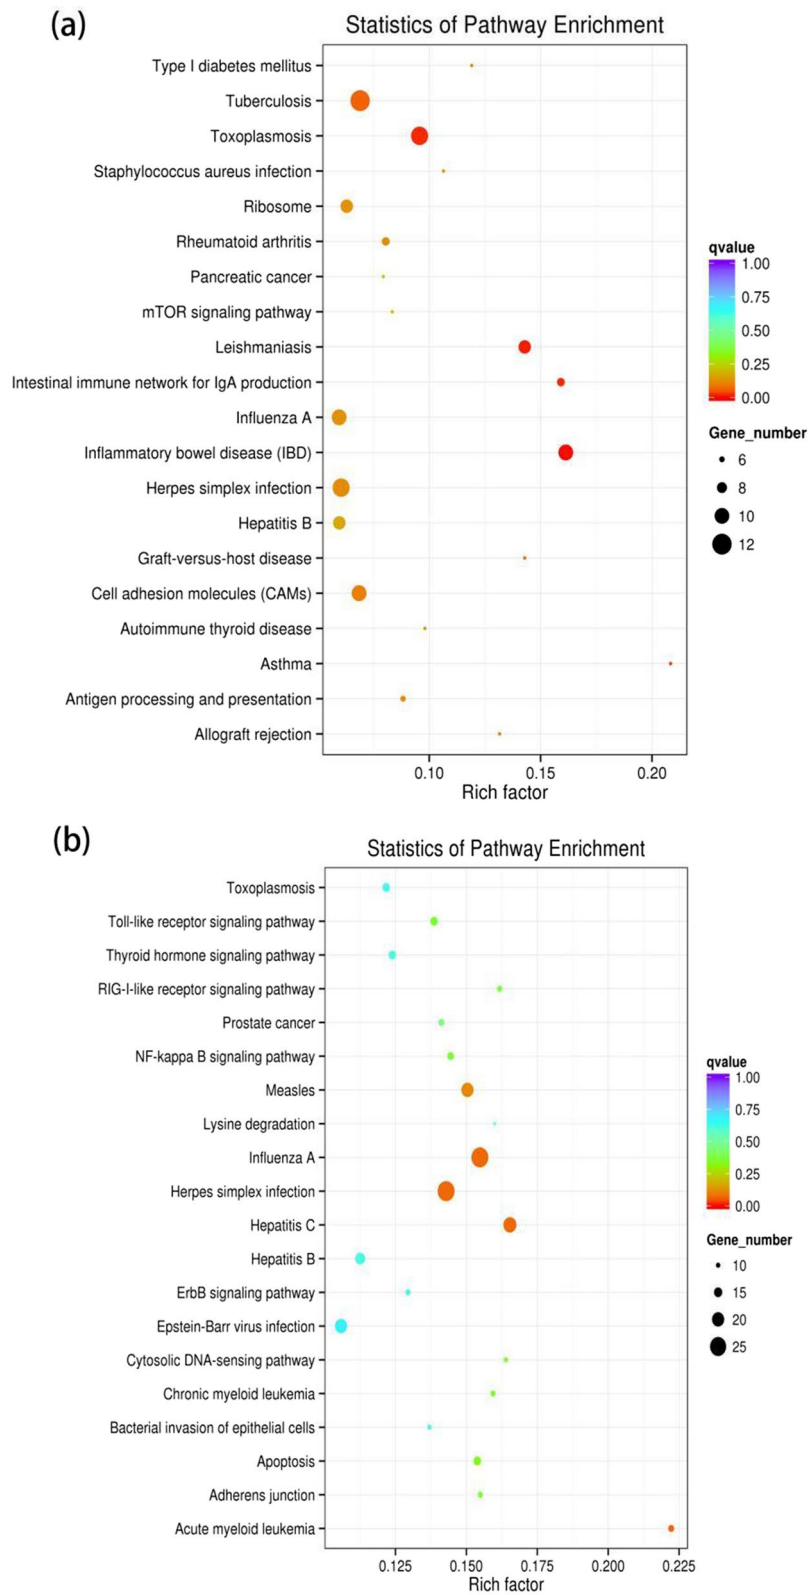 (a)
Statistics of Pathway Enrichment
Type I diabetes mellitus
Tuberculosis
Toxoplasmosis
Staphylococcus aureus infection
Ribosome
Rheumatoid arthritis
Pancreatic cancer
mTOR signaling pathway
Leishmaniasis
Intestinal immune network for IgA production
Influenza A
Inflammatory bowel disease (IBD)
Herpes simplex infection
Hepatitis B
Graft-versus-host disease
Cell adhesion molecules (CAMs)
Autoimmune thyroid disease
Asthma
Antigen processing and presentation
Allograft rejection
0.10 0.15 0.20
Rich factor
qvalue
1.00
0.75
0.50
0.25
0.00
Gene_number
6
8
10
12
(b)
Statistics of Pathway Enrichment
Toxoplasmosis
Toll-like receptor signaling pathway
Thyroid hormone signaling pathway
RIG-I-like receptor signaling pathway
Prostate cancer
NF-kappa B signaling pathway
Measles
Lysine degradation
Influenza A
Herpes simplex infection
Hepatitis C
Hepatitis B
ErbB signaling pathway
Epstein-Barr virus infection
Cytosolic DNA-sensing pathway
Chronic myeloid leukemia
Bacterial invasion of epithelial cells
Apoptosis
Adherens junction
Acute myeloid leukemia
0.125 0.150 0.175 0.200 0.225
Rich factor
qvalue
1.00
0.75
0.50
0.25
0.00
Gene_number
10
15
20
25